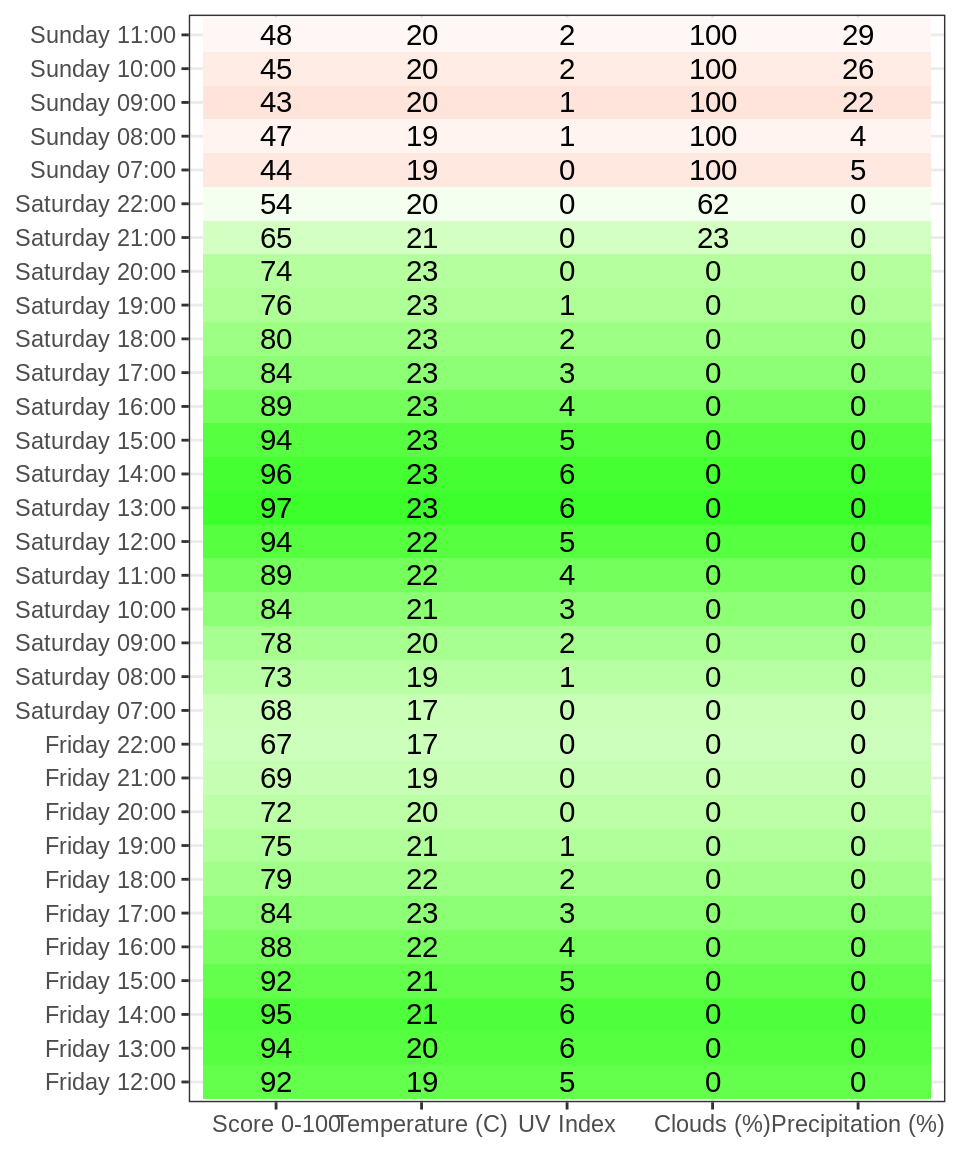 Sunday 11:00 48 20 2 100 29
Sunday 10:00 45 20 2 100 26
Sunday 09:00 43 20 1 100 22
Sunday 08:00 47 19 1 100 4
Sunday 07:00 44 19 0 100 5
Saturday 22:00 54 20 0 62 0
Saturday 21:00 65 21 0 23 0
Saturday 20:00 74 23 0 0 0
Saturday 19:00 76 23 1 0 0
Saturday 18:00 80 23 2 0 0
Saturday 17:00 84 23 3 0 0
Saturday 16:00 89 23 4 0 0
Saturday 15:00 94 23 5 0 0
Saturday 14:00 96 23 6 0 0
Saturday 13:00 97 23 6 0 0
Saturday 12:00 94 22 5 0 0
Saturday 11:00 89 22 4 0 0
Saturday 10:00 84 21 3 0 0
Saturday 09:00 78 20 2 0 0
Saturday 08:00 73 19 1 0 0
Saturday 07:00 68 17 0 0 0
Friday 22:00 67 17 0 0 0
Friday 21:00 69 19 0 0 0
Friday 20:00 72 20 0 0 0
Friday 19:00 75 21 1 0 0
Friday 18:00 79 22 2 0 0
Friday 17:00 84 23 3 0 0
Friday 16:00 88 22 4 0 0
Friday 15:00 92 21 5 0 0
Friday 14:00 95 21 6 0 0
Friday 13:00 94 20 6 0 0
Friday 12:00 92 19 5 0 0
Score 0-100 Temperature (C) UV Index Clouds (%) Precipitation (%)